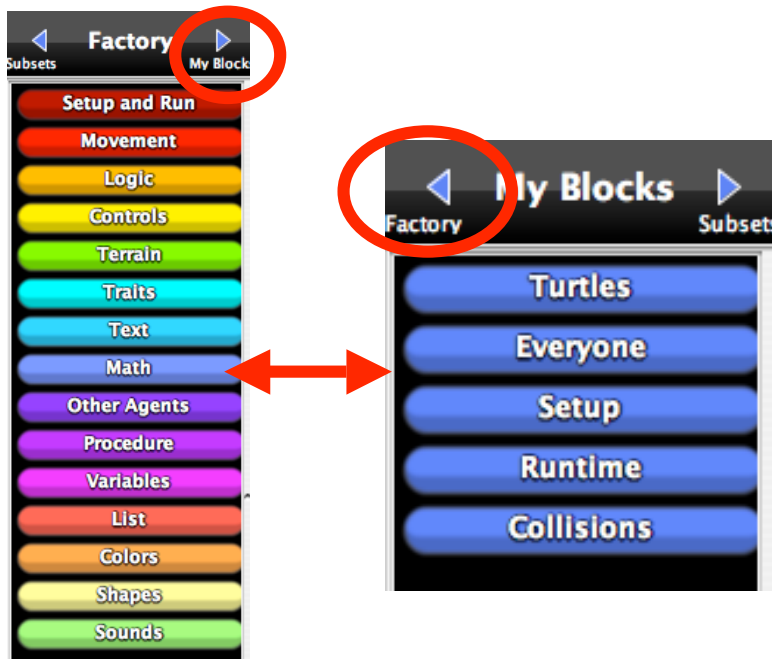 Factory
Subsets
My Block
Setup and Run
Movement
Logic
Controls
Terrain
Traits
Text
Math
Other Agents
Procedure
Variables
List
Colors
Shapes
Sounds
My Blocks
Factory
Subsets
Turtles
Everyone
Setup
Runtime
Collisions